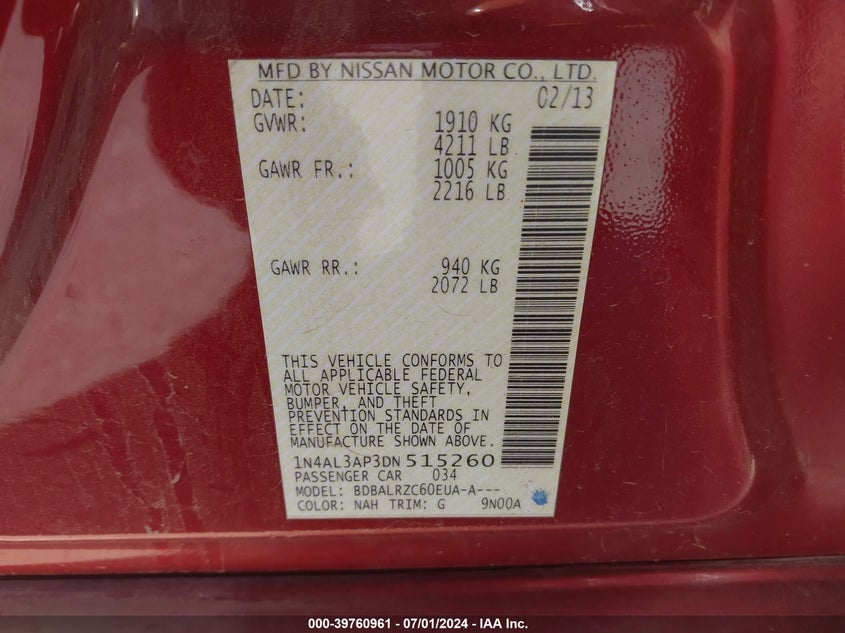 MFD BY NISSAN MOTOR CO., LTD.
DATE: 02/13
GVWR: 1910 KG
4211 LB
GAWR FR.: 1005 KG
2216 LB
GAWR RR.: 940 KG
2072 LB
THIS VEHICLE CONFORMS TO
ALL APPLICABLE FEDERAL
MOTOR VEHICLE SAFETY,
BUMPER, AND THEFT
PREVENTION STANDARDS IN
EFFECT ON THE DATE OF
MANUFACTURE SHOWN ABOVE.
1N4AL3AP3DN515260
PASSENGER CAR 034
MODEL: BDBALRZC60EUA-A---
COLOR: NAH TRIM: G 9N00A
000-39760961 - 07/01/2024 - IAA Inc.